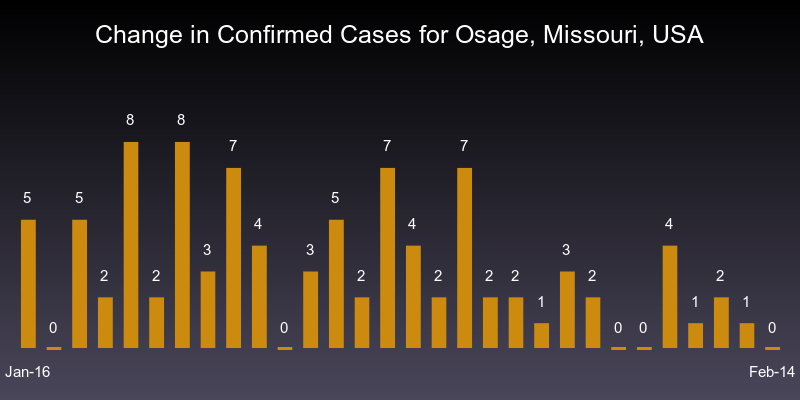 Change in Confirmed Cases for Osage, Missouri, USA
5 0 5 2 8 2 8 3 7 4 0 3 5 2 7 4 2 7 2 2 1 3 2 0 0 4 1 2 1 0
Jan-16 Feb-14